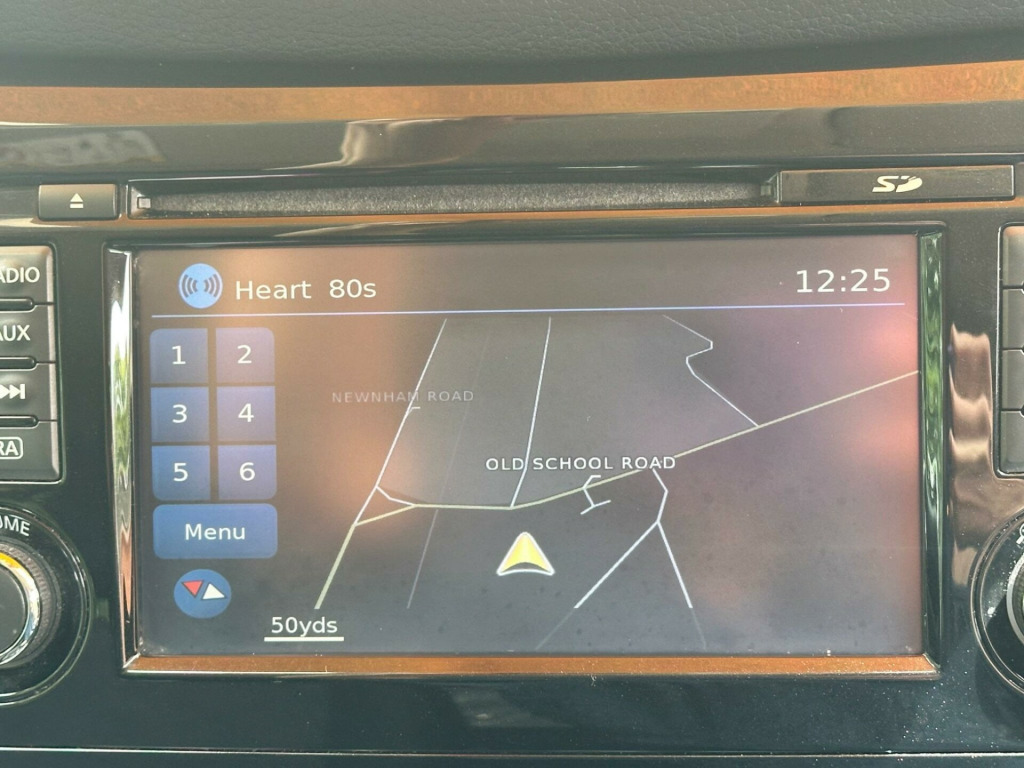 SD
ADIO
AUX
RA
UME
Heart 80s
12:25
1 2
3 4
5 6
Menu
NEWNHAM ROAD
OLD SCHOOL ROAD
50yds